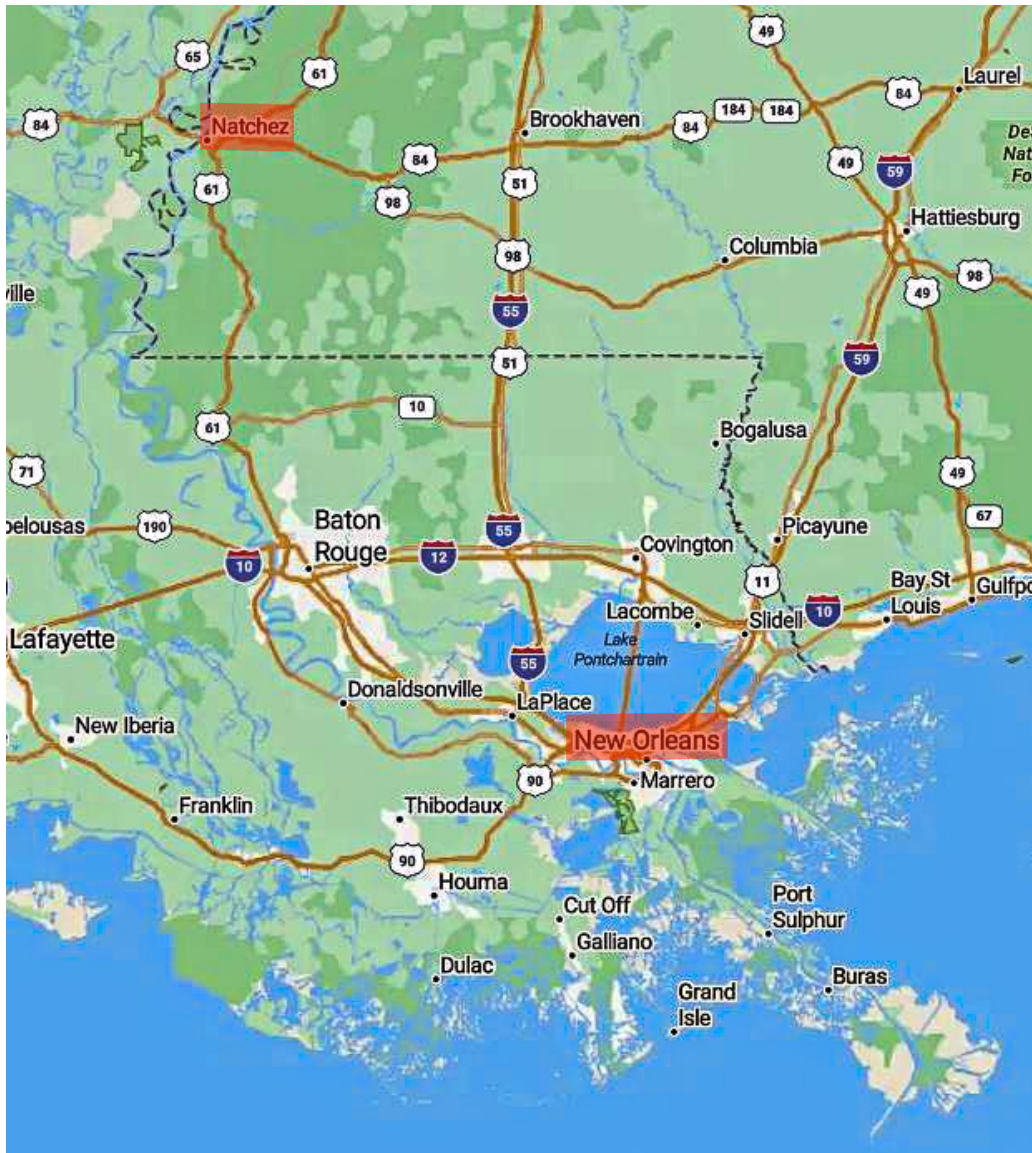 49
65
61
Laurel
84
184
184
84
Natchez
Brookhaven
84
84
De
Nat
Fo
84
49
59
61
98
51
Hattiesburg
Columbia
98
98
49
ville
55
51
59
10
61
Bogalusa
71
49
pelousas
190
Baton
Rouge
55
Picayune
67
10
12
Covington
11
Bay St
Louis
Gulfpo
Lacombe
Slidell
10
Lafayette
Lake
Pontchartrain
55
Donaldsonville
LaPlace
New Iberia
New Orleans
90
Marrero
Franklin
Thibodaux
90
Houma
Port
Sulphur
Cut Off
Galliano
Dulac
Buras
Grand
Isle